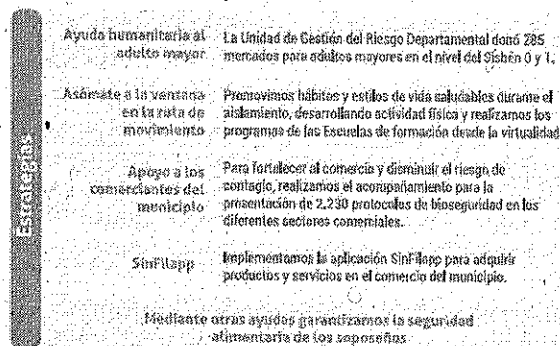 Estrategias
Ayuda humanitaria al
adulto mayor
La Unidad de Gestión del Riesgo Departamental donó 285
mercados para adultos mayores en el nivel del Sisbén 0 y 1.
Asómate a la ventana
en la ruta de
movimiento
Promovimos hábitos y estilos de vida saludables durante el
aislamiento, desarrollando actividad física y realizamos los
programas de las Escuelas de formación desde la virtualidad
Apoyo a los
comerciantes del
municipio
Para fortalecer al comercio y disminuir el riesgo de
contagio, realizamos el acompañamiento para la
presentación de 2.230 protocolos de bioseguridad en los
diferentes sectores comerciales.
SinFilapp
Implementamos la aplicación SinFilapp para adquirir
productos y servicios en el comercio del municipio.
Mediante otras ayudas garantizamos la seguridad
alimentaria de los soposeños